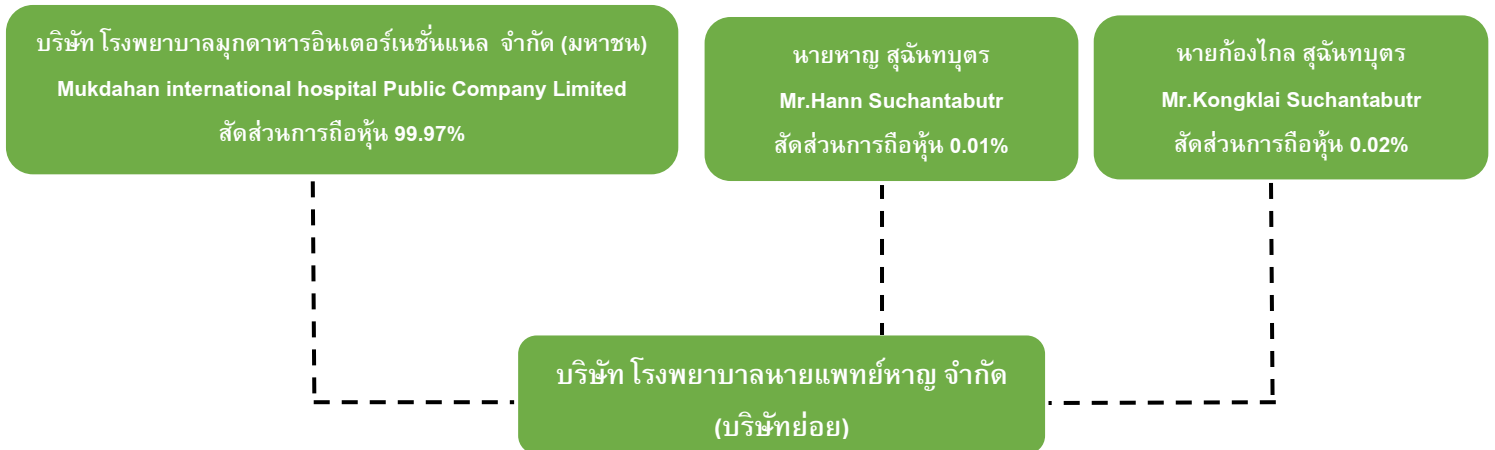 บริษัท โรงพยาบาลมุกดาหารอินเตอร์เนชั่นแนล จำกัด (มหาชน)
Mukdahan international hospital Public Company Limited
สัดส่วนการถือหุ้น 99.97%
นายหาญ สุฉันทบุตร
Mr.Hann Suchantabutr
สัดส่วนการถือหุ้น 0.01%
นายก้องไกล สุฉันทบุตร
Mr.Kongklai Suchantabutr
สัดส่วนการถือหุ้น 0.02%
บริษัท โรงพยาบาลนายแพทย์หาญ จำกัด
(บริษัทย่อย)